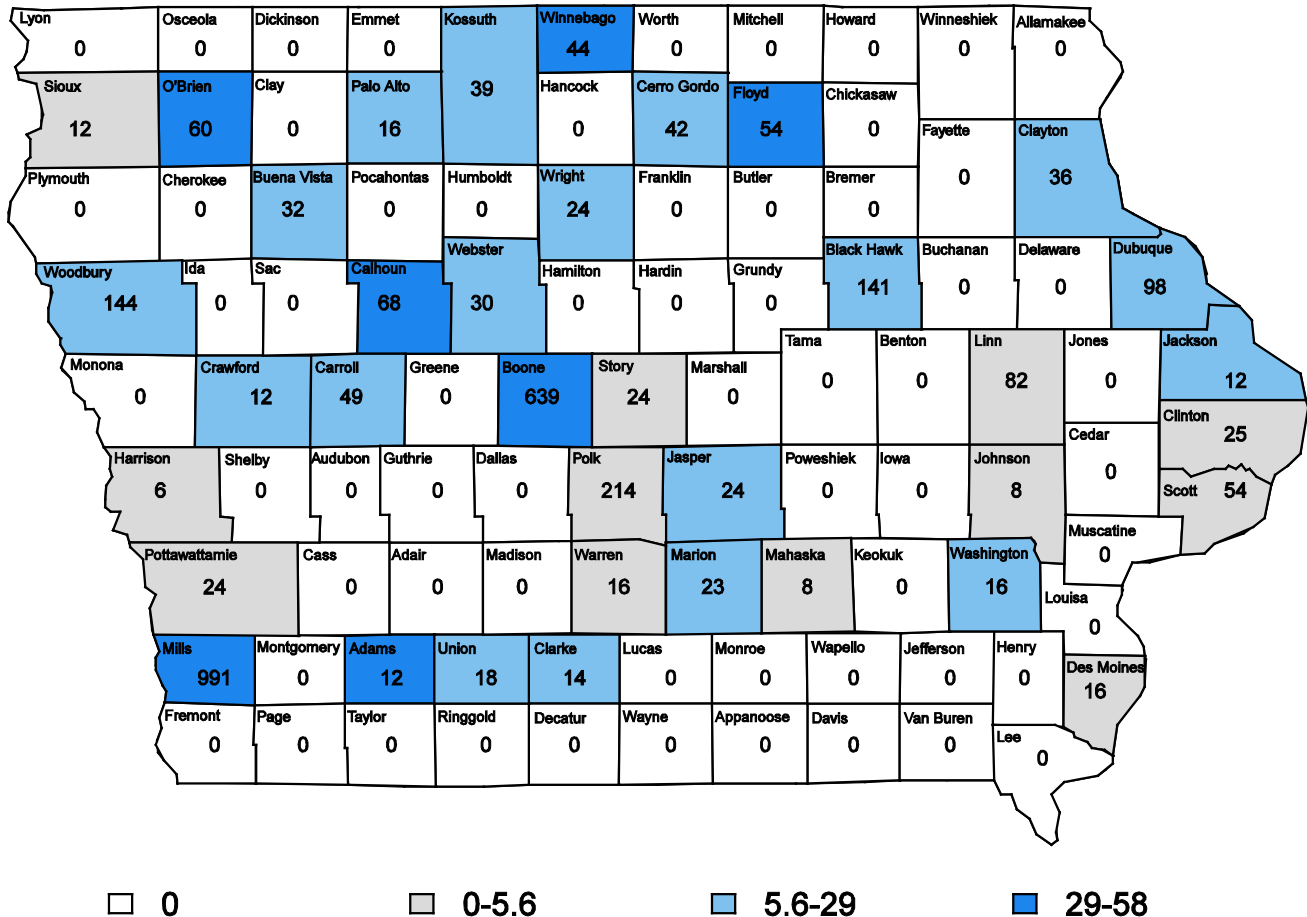 Lyon Osceola Dickinson Emmet Kossuth Winnebago Worth Mitchell Howard Winneshiek Allamakee
0 0 0 0 44 0 0 0 0 0
Sioux O'Brien Clay Palo Alto 39 Hancock Cerro Gordo Floyd Chickasaw
12 60 0 16 0 42 54 0
Fayette Clayton
0 36
Plymouth Cherokee Buena Vista Pocahontas Humboldt Wright Franklin Butler Bremer
0 0 32 0 0 24 0 0 0
Woodbury Ida Sac Calhoun Webster Hamilton Hardin Grundy Black Hawk Buchanan Delaware Dubuque
144 0 0 68 30 0 0 0 141 0 0 98
Monona Crawford Carroll Greene Boone Story Marshall Tama Benton Linn Jones Jackson
0 12 49 0 639 24 0 0 0 82 0 12
Clinton
25
Harrison Shelby Audubon Guthrie Dallas Polk Jasper Poweshiek Iowa Johnson Cedar Scott
6 0 0 0 0 214 24 0 0 8 0 54
Muscatine
0
Pottawattamie Cass Adair Madison Warren Marion Mahaska Keokuk Washington
24 0 0 0 16 23 8 0 16
Louisa
0
Mills Montgomery Adams Union Clarke Lucas Monroe Wapello Jefferson Henry Des Moines
991 0 12 18 14 0 0 0 0 0 16
Fremont Page Taylor Ringgold Decatur Wayne Appanoose Davis Van Buren Lee
0 0 0 0 0 0 0 0 0 0
0 0-5.6 5.6-29 29-58